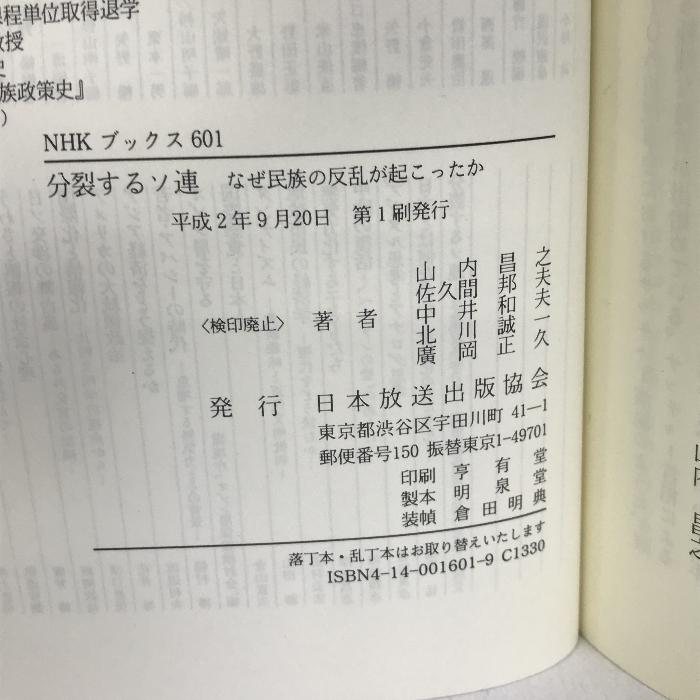 程単位取得退学
教授
史
族政策史』
)
NHK ブックス 601
分裂するソ連 なぜ民族の反乱が起こったか
平成2年9月20日 第1刷発行
〈検印廃止〉 著者
山内昌之
佐久間邦夫
中井和夫
北川誠一
廣岡正久
発行 日本放送出版協会
東京都渋谷区宇田川町 41—1
郵便番号150 振替東京1-49701
印刷 亨有堂
製本 明泉堂
装幀 倉田明典
落丁本・乱丁本はお取り替えいたします
ISBN4-14-001601-9 C1330